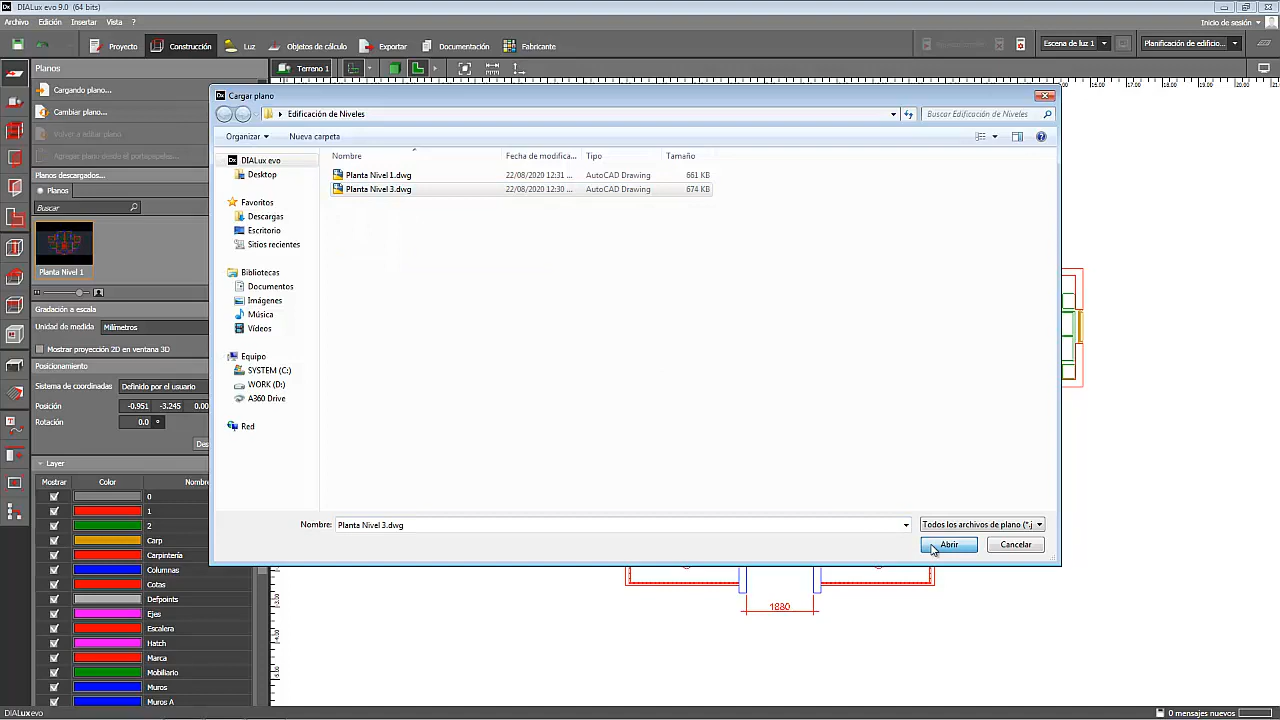 DIALux evo 9.0 (64 bits)
Archivo Edición Insertar Vista ?
Inicio de sesión
Proyecto Construcción Luz Objetos de cálculo Exportar Documentación Fabricante
Escena de luz 1 Planificación de edificio...
Planos
Terreno 1
Cargando plano...
Cambiar plano...
Volver a editar plano
Agregar plano desde el portapapeles...
Planos descargados...
Planos
Buscar
Planta Nivel 1
Gradación a escala
Unidad de medida Milímetros
Mostrar proyección 2D en ventana 3D
Posicionamiento
Sistema de coordenadas Definido por el usuario
Posición -0.951 -3.245 0.00
Rotación 0.0 °
Des
Layer
Mostrar Color Nombre
0
1
2
Carp
Carpintería
Columnas
Cotas
Defpoints
Ejes
Escalera
Hatch
Marca
Mobiliario
Muros
Muros A
Cargar plano
Edificación de Niveles
Buscar Edificación de Niveles
Organizar Nueva carpeta
Nombre Fecha de modifica... Tipo Tamaño
Planta Nivel 1.dwg 22/08/2020 12:31 ... AutoCAD Drawing 661 KB
Planta Nivel 3.dwg 22/08/2020 12:30 ... AutoCAD Drawing 674 KB
DIALux evo
Desktop
Favoritos
Descargas
Escritorio
Sitios recientes
Bibliotecas
Documentos
Imágenes
Música
Vídeos
Equipo
SYSTEM (C:)
WORK (D:)
A360 Drive
Red
Nombre: Planta Nivel 3.dwg
Todos los archivos de plano (*.j
Abrir Cancelar
1880
DIALux evo
0 mensajes nuevos